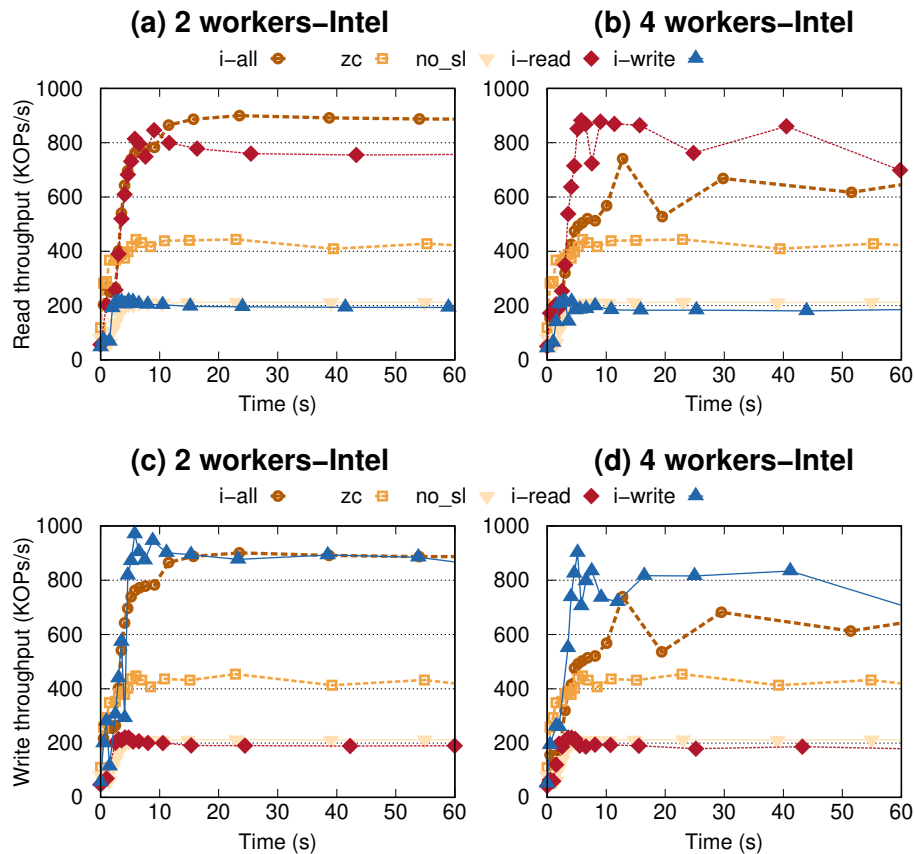 (a) 2 workers−Intel
i−all zc no_sl i−read i−write
Read throughput (KOPs/s)
1000
800
600
400
200
0
0 10 20 30 40 50 60
Time (s)
(b) 4 workers−Intel
1000
800
600
400
200
0
0 10 20 30 40 50 60
Time (s)
(c) 2 workers−Intel
i−all zc no_sl i−read i−write
Write throughput (KOPs/s)
1000
800
600
400
200
0
0 10 20 30 40 50 60
Time (s)
(d) 4 workers−Intel
1000
800
600
400
200
0
0 10 20 30 40 50 60
Time (s)